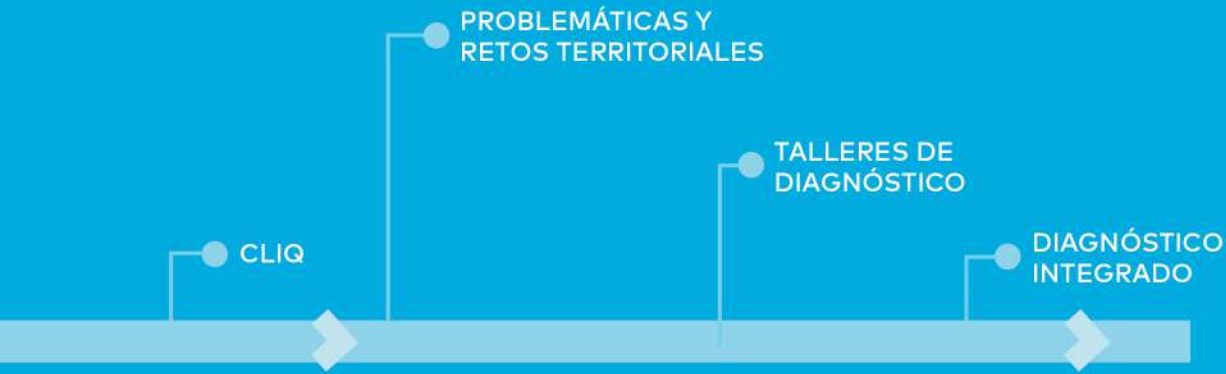 PROBLEMÁTICAS Y
RETOS TERRITORIALES
TALLERES DE
DIAGNÓSTICO
CLIQ
DIAGNÓSTICO
INTEGRADO